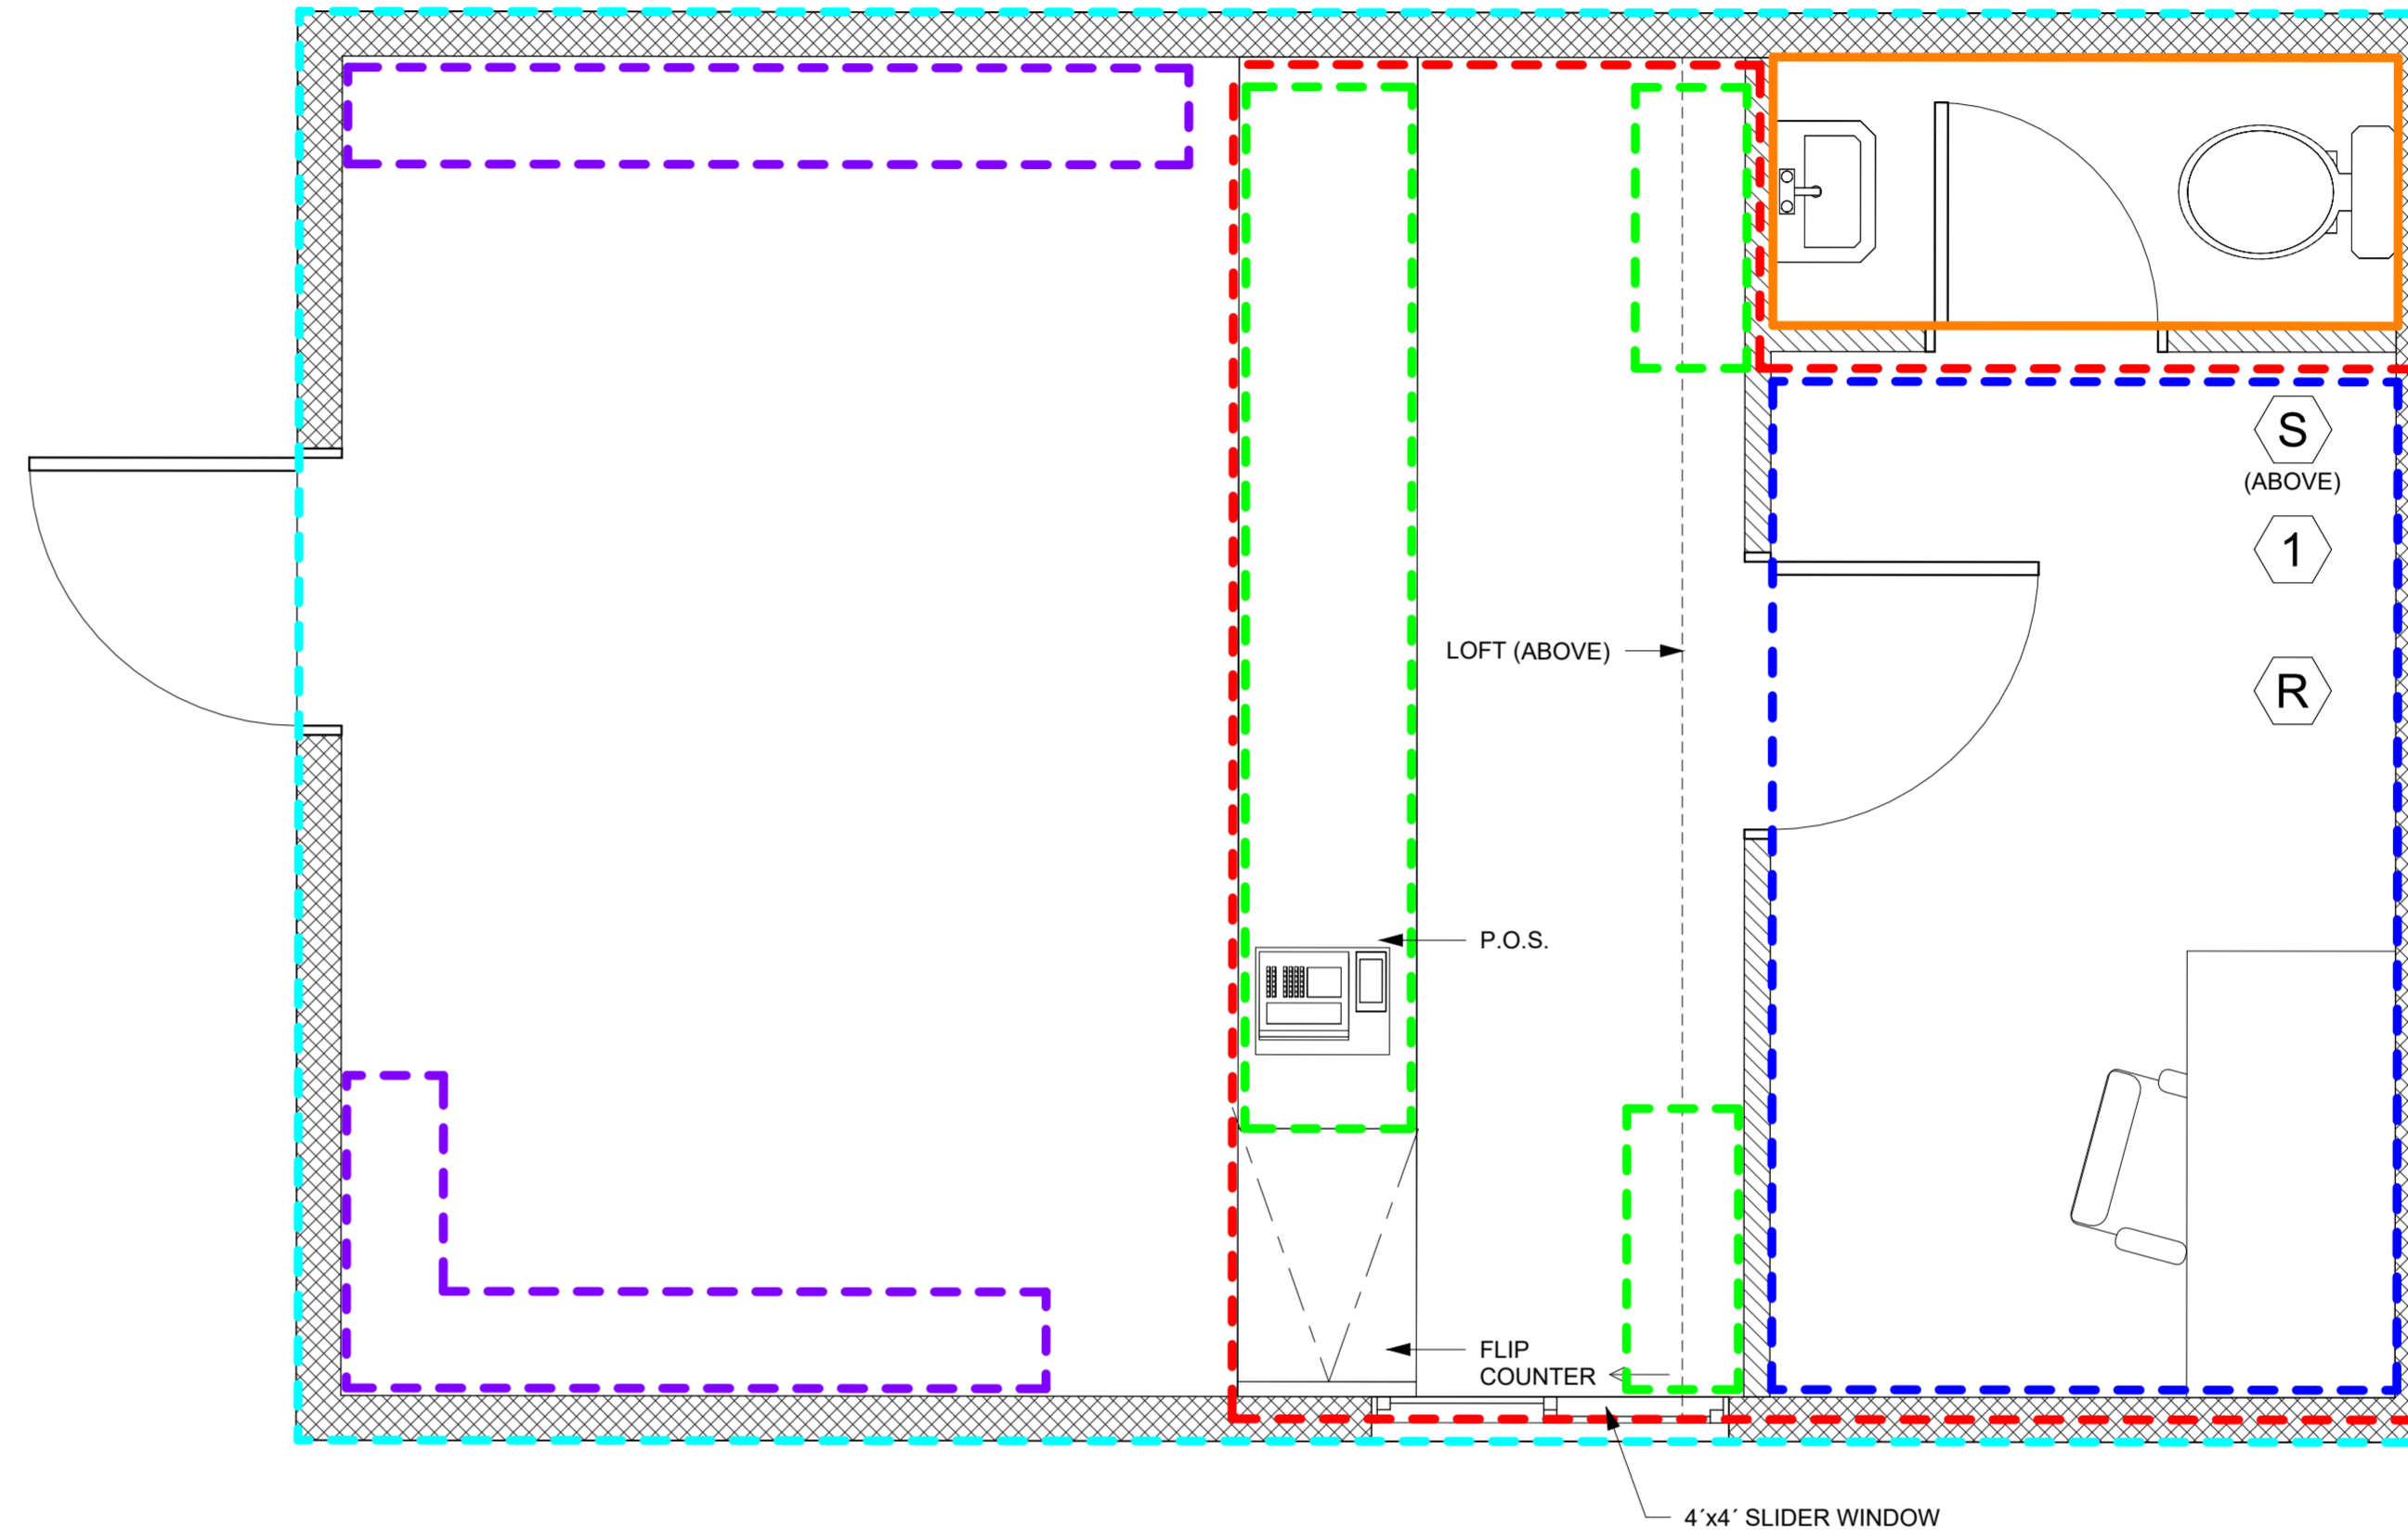 S
(ABOVE)
1
LOFT (ABOVE)
R
P.O.S.
FLIP
COUNTER
4´x4´ SLIDER WINDOW